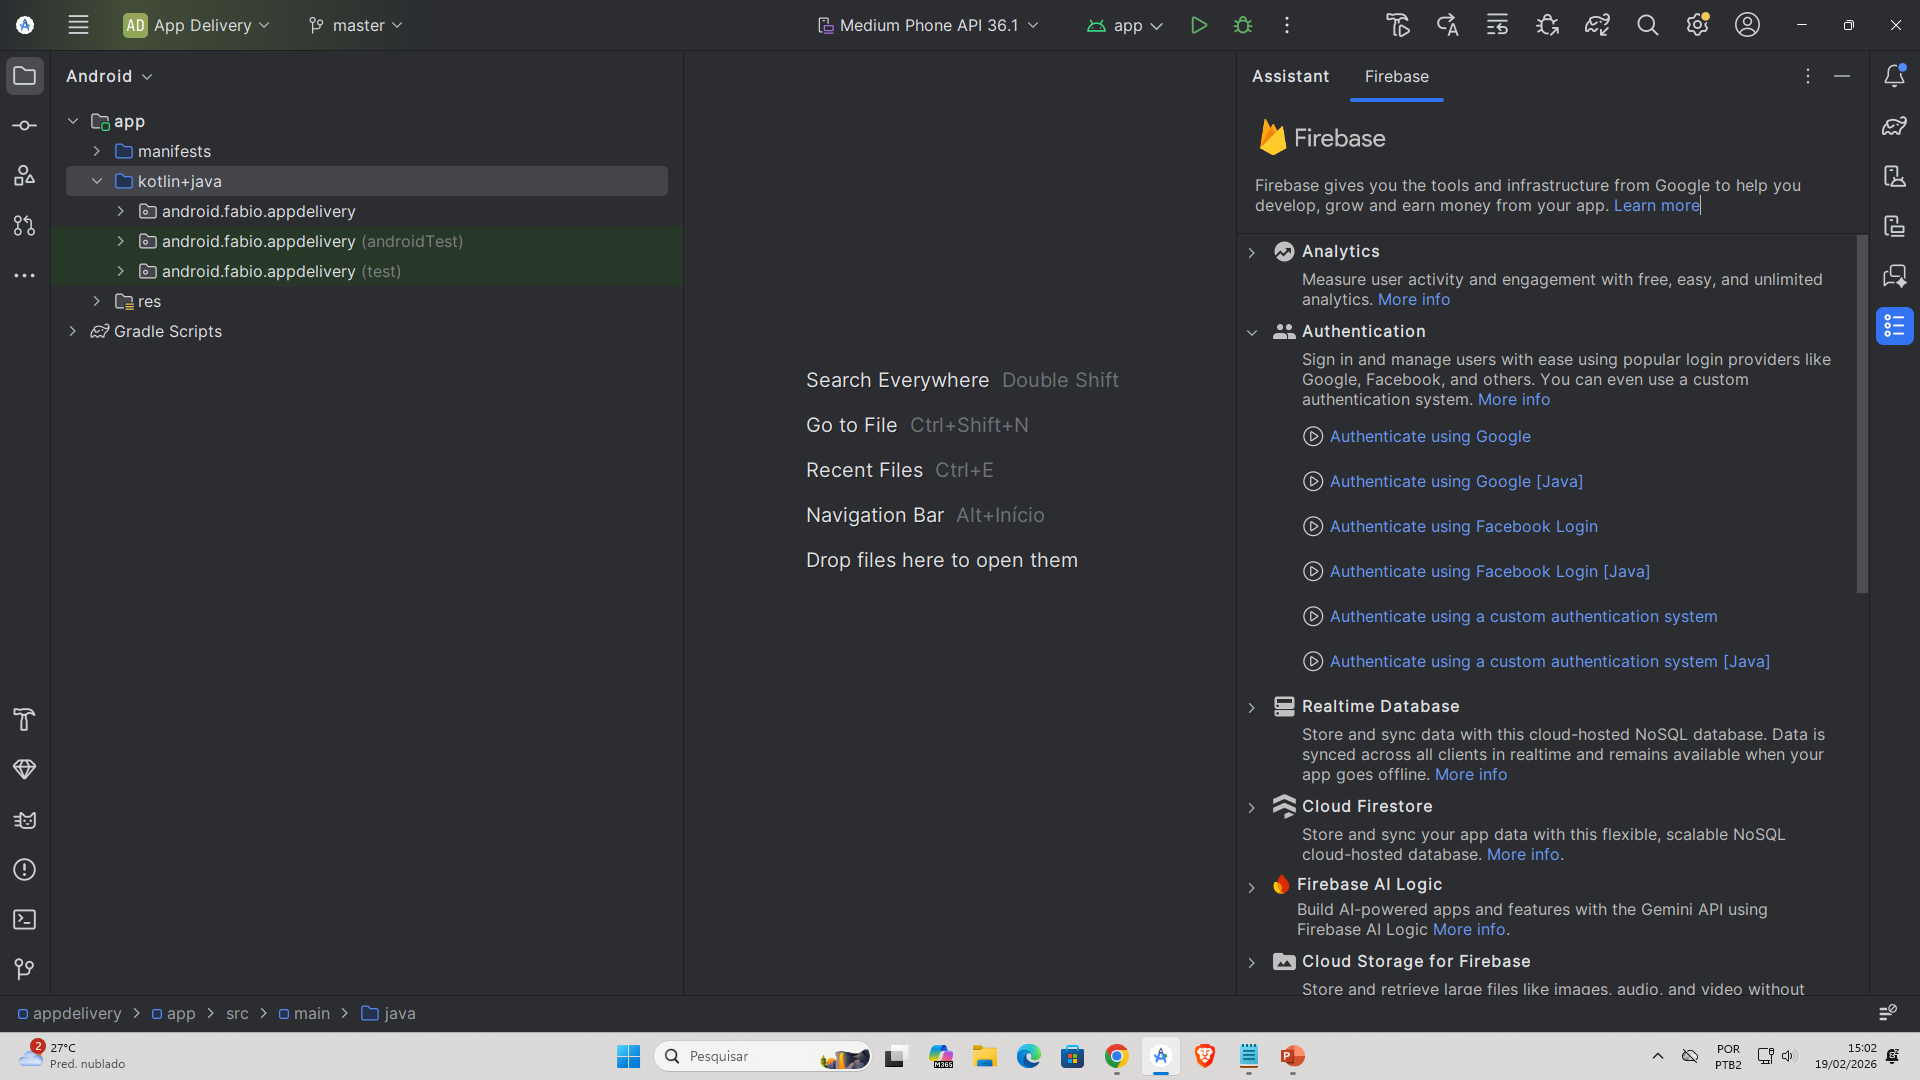 AD App Delivery
master
Medium Phone API 36.1
app
Android
app
manifests
kotlin+java
android.fabio.appdelivery
android.fabio.appdelivery (androidTest)
android.fabio.appdelivery (test)
res
Gradle Scripts
Search Everywhere Double Shift
Go to File Ctrl+Shift+N
Recent Files Ctrl+E
Navigation Bar Alt+Início
Drop files here to open them
Assistant Firebase
Firebase
Firebase gives you the tools and infrastructure from Google to help you
develop, grow and earn money from your app. Learn more
Analytics
Measure user activity and engagement with free, easy, and unlimited
analytics. More info
Authentication
Sign in and manage users with ease using popular login providers like
Google, Facebook, and others. You can even use a custom
authentication system. More info
Authenticate using Google
Authenticate using Google [Java]
Authenticate using Facebook Login
Authenticate using Facebook Login [Java]
Authenticate using a custom authentication system
Authenticate using a custom authentication system [Java]
Realtime Database
Store and sync data with this cloud-hosted NoSQL database. Data is
synced across all clients in realtime and remains available when your
app goes offline. More info
Cloud Firestore
Store and sync your app data with this flexible, scalable NoSQL
cloud-hosted database. More info.
Firebase AI Logic
Build AI-powered apps and features with the Gemini API using
Firebase AI Logic More info.
Cloud Storage for Firebase
Store and retrieve large files like images, audio, and video without
appdelivery > app > src > main > java
2
27°C
Pred. nublado
Pesquisar
M365
POR
PTB2
15:02
19/02/2026